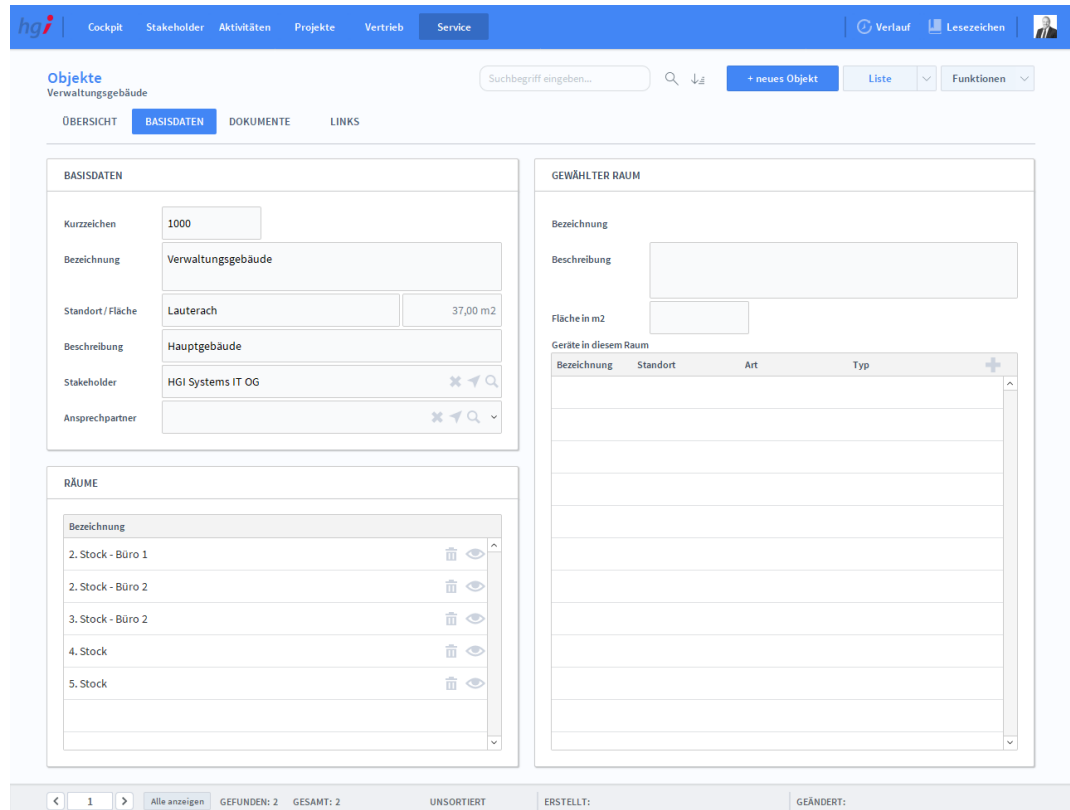 hgi Cockpit Stakeholder Aktivitäten Projekte Vertrieb Service Verlauf Lesezeichen
Objekte
Verwaltungsgebäude
Suchbegriff eingeben... + neues Objekt Liste Funktionen
ÜBERSICHT BASISDATEN DOKUMENTE LINKS
BASISDATEN
Kurzzeichen 1000
Bezeichnung Verwaltungsgebäude
Standort / Fläche Lauterach 37,00 m2
Beschreibung Hauptgebäude
Stakeholder HGI Systems IT OG
Ansprechpartner
RÄUME
Bezeichnung
2. Stock - Büro 1
2. Stock - Büro 2
3. Stock - Büro 2
4. Stock
5. Stock
GEWÄHLTER RAUM
Bezeichnung
Beschreibung
Fläche in m2
Geräte in diesem Raum
Bezeichnung Standort Art Typ
1 Alle anzeigen GEFUNDEN: 2 GESAMT: 2 UNSORTIERT ERSTELLT: GEÄNDERT: